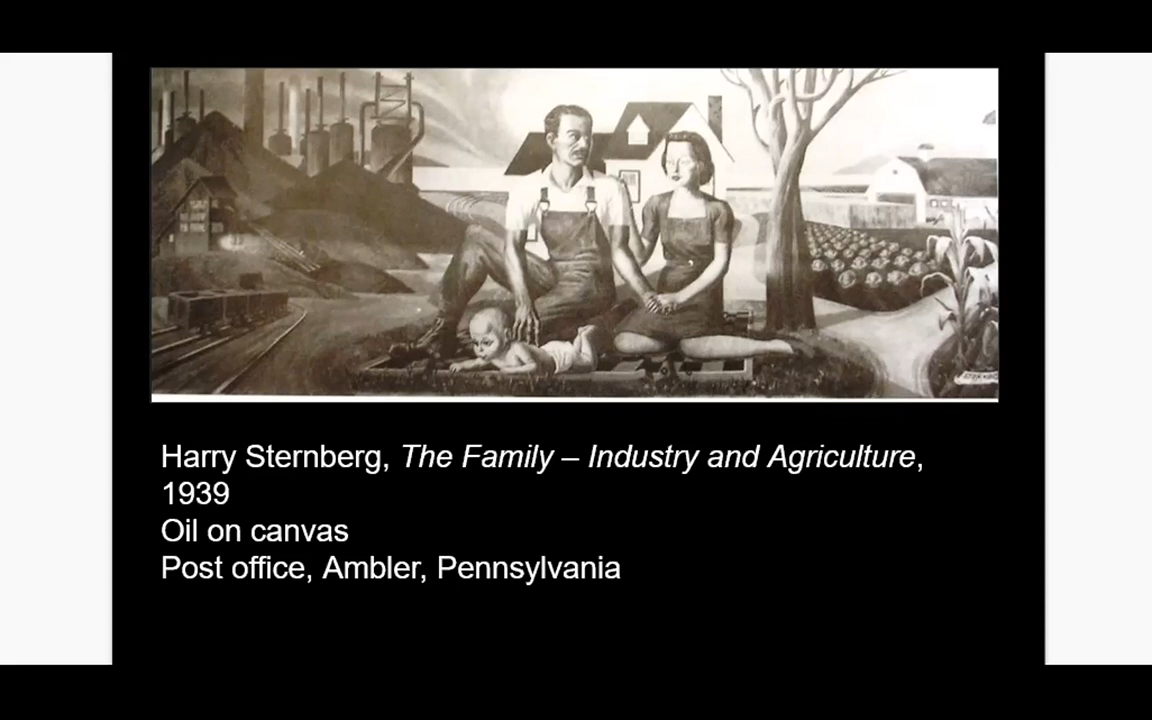 Harry Sternberg, The Family – Industry and Agriculture,
1939
Oil on canvas
Post office, Ambler, Pennsylvania